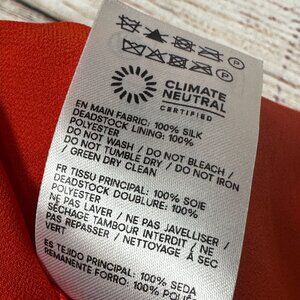 CLIMATE
NEUTRAL
CERTIFIED
EN MAIN FABRIC: 100% SILK
DEADSTOCK LINING: 100%
POLYESTER
DO NOT WASH / DO NOT BLEACH /
DO NOT TUMBLE DRY / DO NOT IRON
/ GREEN DRY CLEAN
FR TISSU PRINCIPAL: 100% SOIE
DEADSTOCK DOUBLURE: 100%
POLYESTER
NE PAS LAVER / NE PAS JAVELLISER /
SÉCHAGE TAMBOUR INTERDIT / NE
PAS REPASSER / NETTOYAGE À SEC
VERT
ES TEJIDO PRINCIPAL: 100% SEDA
REMANENTE FORRO: 100%